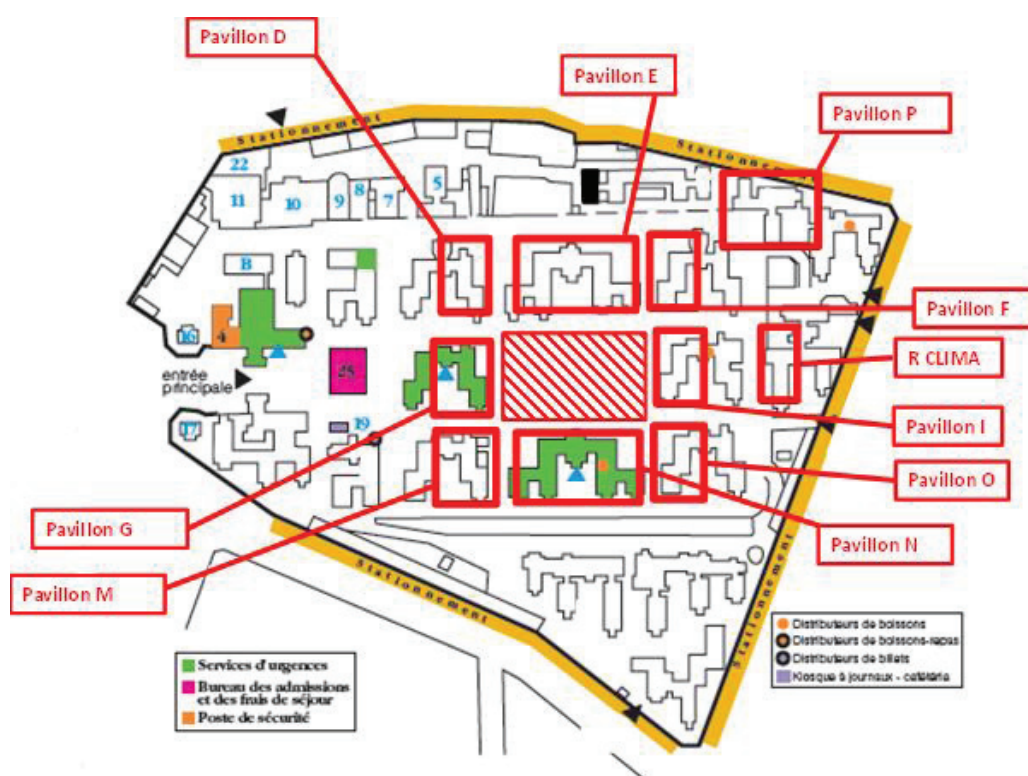 Pavillon D
Pavillon E
Pavillon P
Stationnement
Stationnement
22
11
10
9
8
7
5
B
Pavillon F
16
4
entrée
principale
25
R CLIMA
17
19
Pavillon I
Pavillon O
Pavillon G
Pavillon N
Pavillon M
Stationnement
Stationnement
Services d'urgences
Bureau des admissions
et des frais de séjour
Poste de sécurité
Distributeurs de boissons
Distributeurs de boissons-repas
Distributeurs de billets
Kiosque à journaux - cafétéria